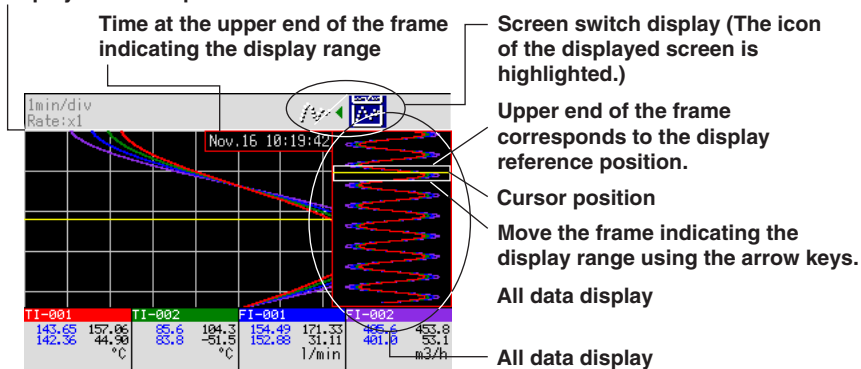 Time at the upper end of the frame
indicating the display range
Screen switch display (The icon
of the displayed screen is
highlighted.)
1min/div
Rate:x1
Nov.16 10:19:42
Upper end of the frame
corresponds to the display
reference position.
Cursor position
Move the frame indicating the
display range using the arrow keys.
All data display
TI-001 TI-002 FI-001 FI-002
143.65 157.06 85.6 104.3 154.49 171.33 405.6 453.8
142.36 44.90 83.8 -51.5 152.88 31.11 401.0 53.1
°C °C l/min m3/h
All data display